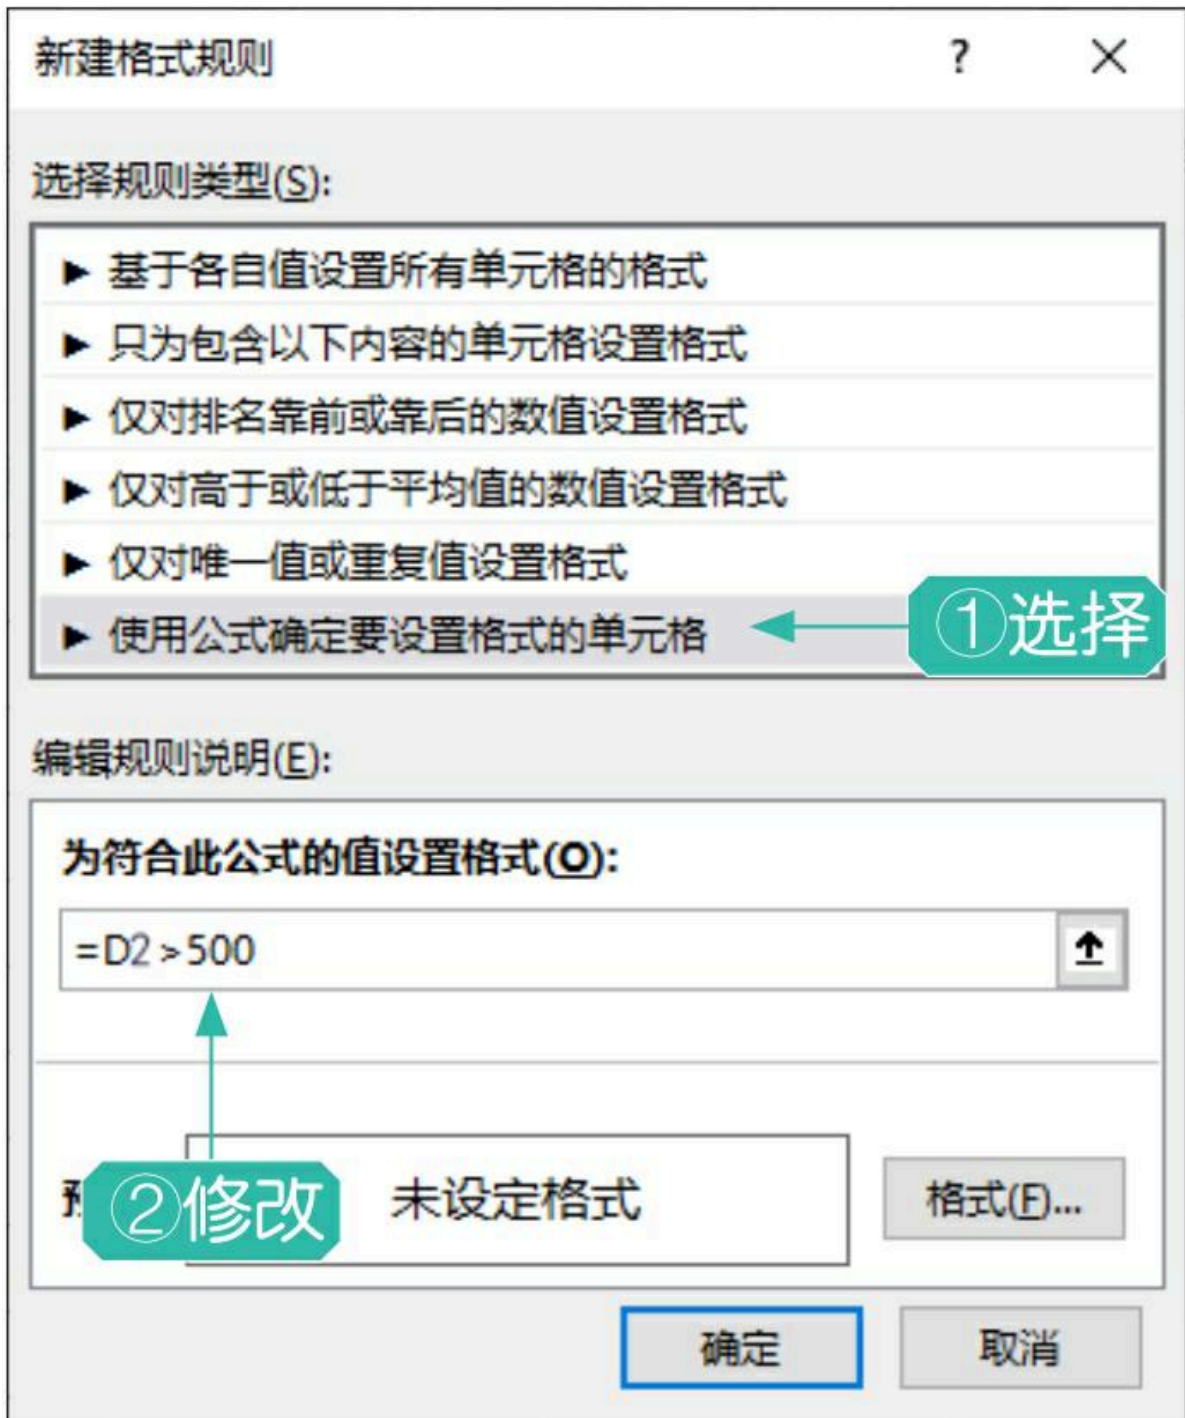 新建格式规则 ? ×
选择规则类型(S):
► 基于各自值设置所有单元格的格式
► 只为包含以下内容的单元格设置格式
► 仅对排名靠前或靠后的数值设置格式
► 仅对高于或低于平均值的数值设置格式
► 仅对唯一值或重复值设置格式
► 使用公式确定要设置格式的单元格
①选择
编辑规则说明(E):
为符合此公式的值设置格式(O):
=D2>500
②修改
未设定格式
格式(F)...
确定
取消